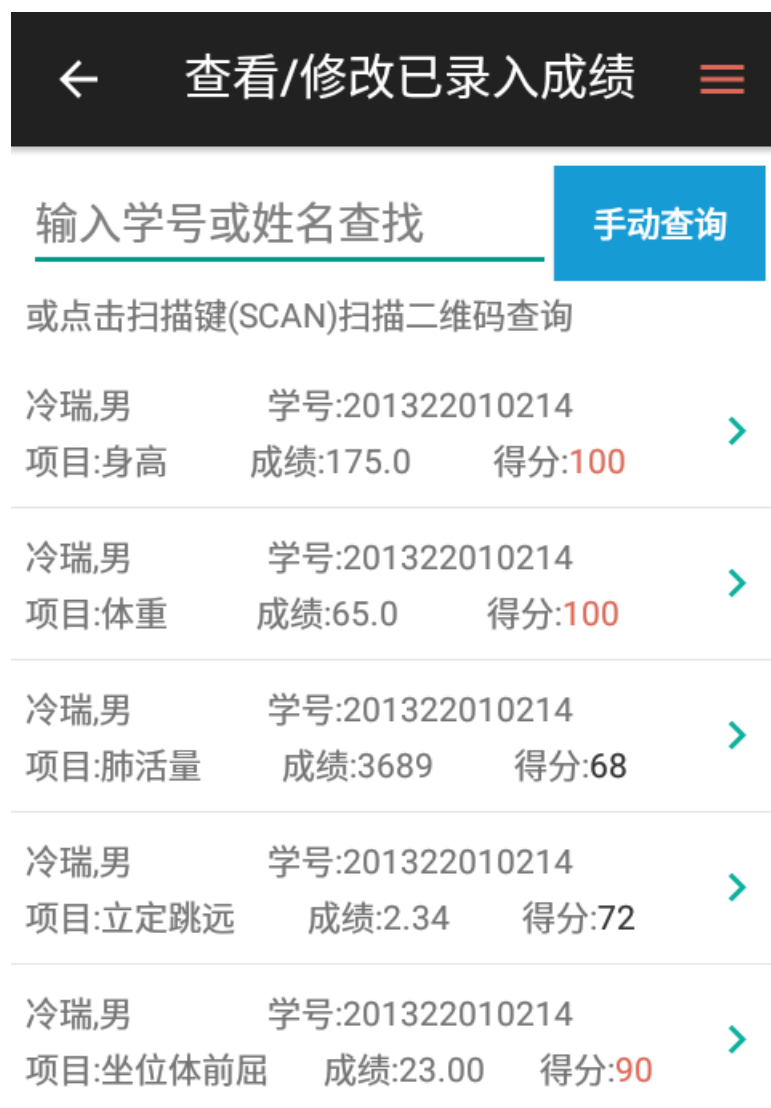 查看/修改已录入成绩
输入学号或姓名查找
手动查询
或点击扫描键(SCAN)扫描二维码查询
冷瑞,男 学号:201322010214
项目:身高 成绩:175.0 得分:100
冷瑞,男 学号:201322010214
项目:体重 成绩:65.0 得分:100
冷瑞,男 学号:201322010214
项目:肺活量 成绩:3689 得分:68
冷瑞,男 学号:201322010214
项目:立定跳远 成绩:2.34 得分:72
冷瑞,男 学号:201322010214
项目:坐位体前屈 成绩:23.00 得分:90